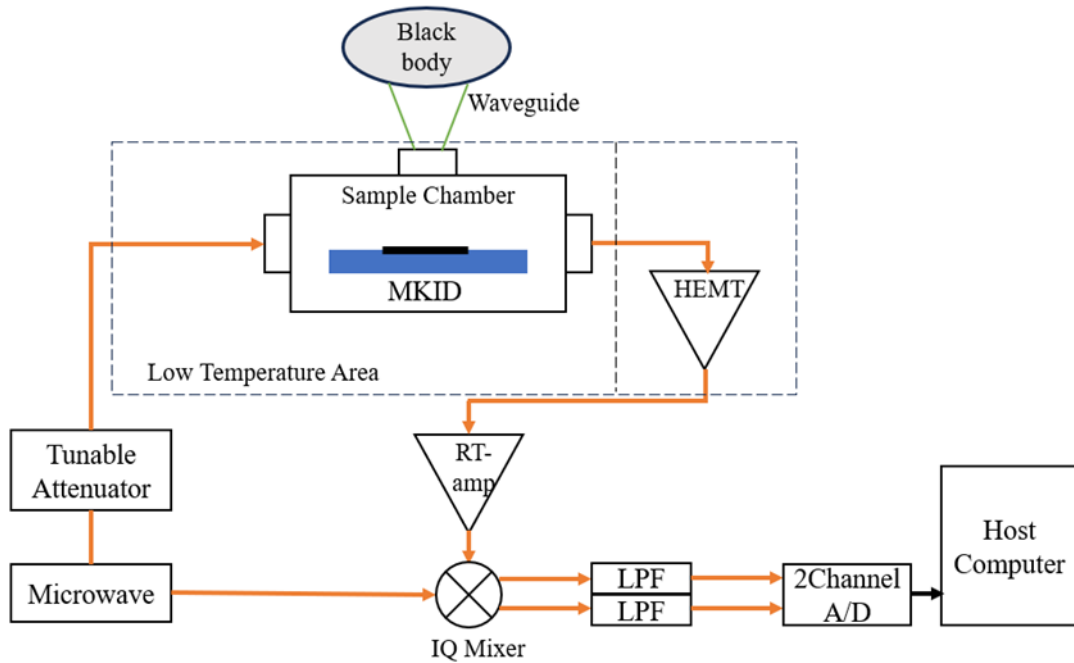 Black
body
Waveguide
Sample Chamber
MKID
HEMT
Low Temperature Area
Tunable
Attenuator
RT-
amp
Microwave
IQ Mixer
LPF
LPF
2Channel
A/D
Host
Computer